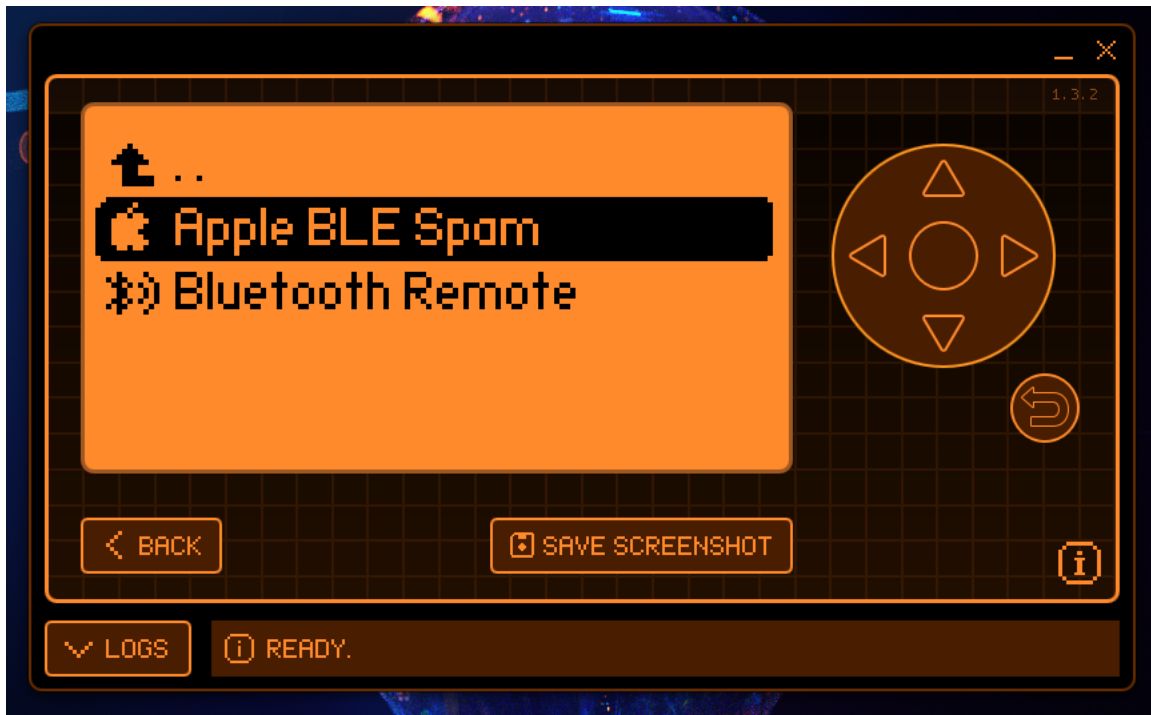 1.3.2
..
Apple BLE Spam
Bluetooth Remote
BACK
SAVE SCREENSHOT
LOGS
READY.